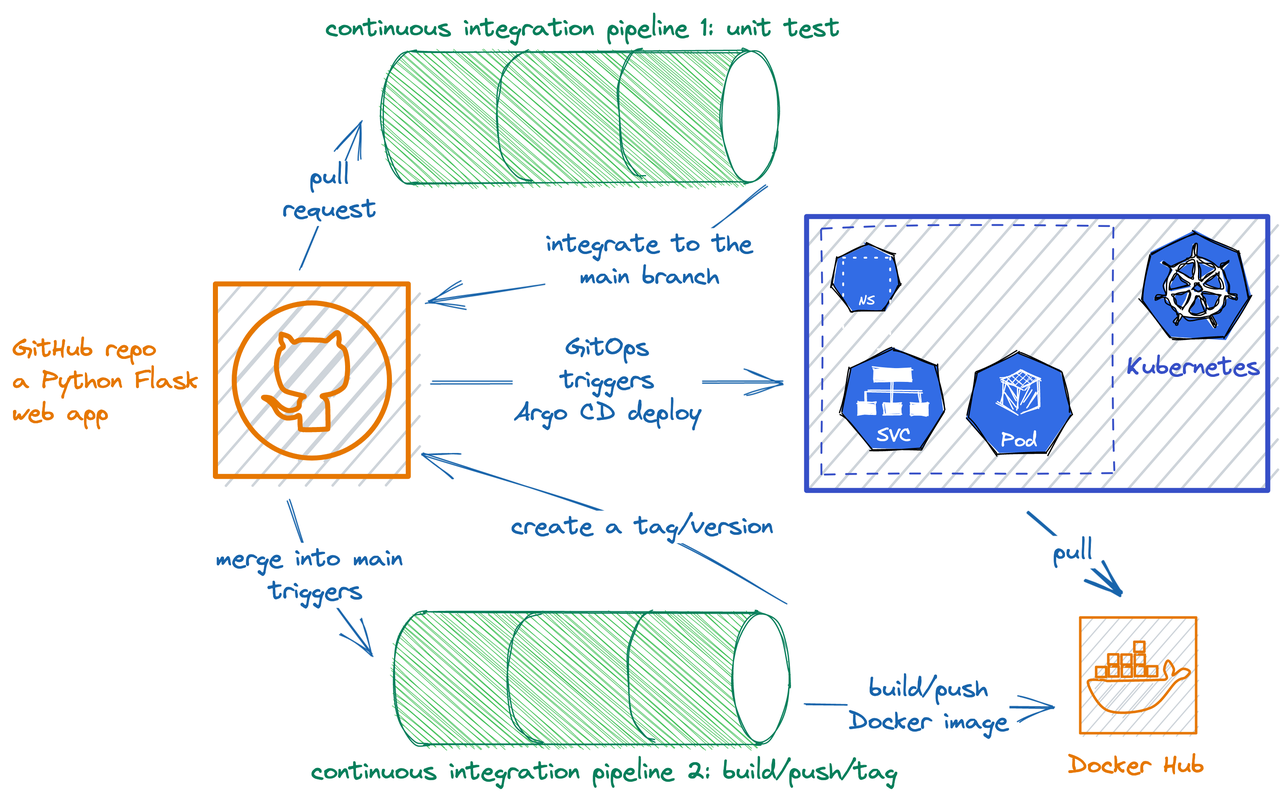 continuous integration pipeline 1: unit test
pull
request
integrate to the
main branch
GitHub repo
a Python Flask
web app
GitOps
triggers
Argo CD deploy
NS
SVC
Pod
Kubernetes
create a tag/version
merge into main
triggers
pull
build/push
Docker image
Docker Hub
continuous integration pipeline 2: build/push/tag